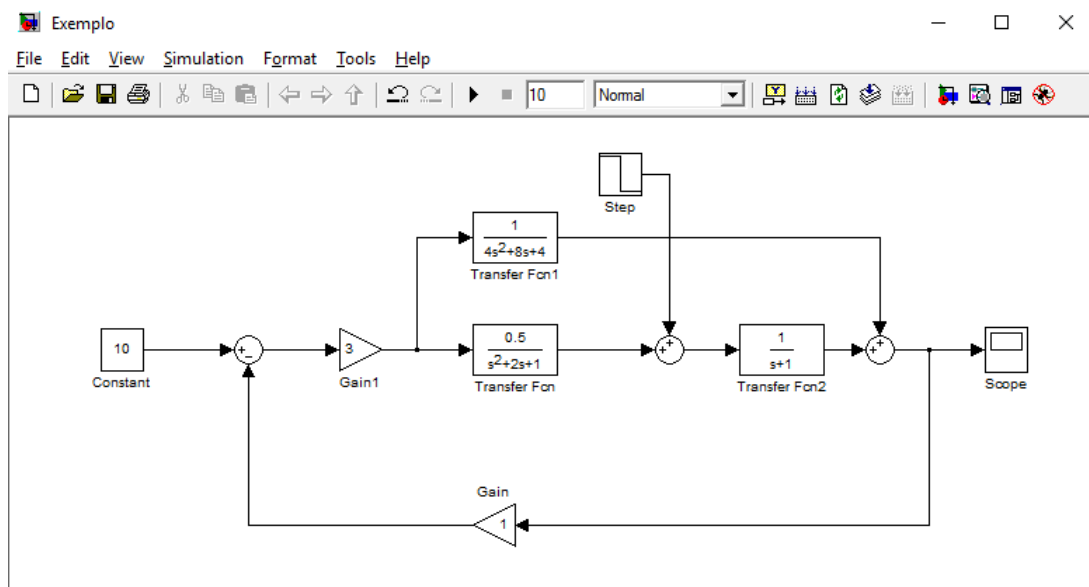 Exemplo
File Edit View Simulation Format Tools Help
10 Normal
Step
1
4s²+8s+4
Transfer Fcn1
10
Constant
+
−
3
Gain1
0.5
s²+2s+1
Transfer Fcn
+
+
1
s+1
Transfer Fcn2
+
+
Scope
Gain
1